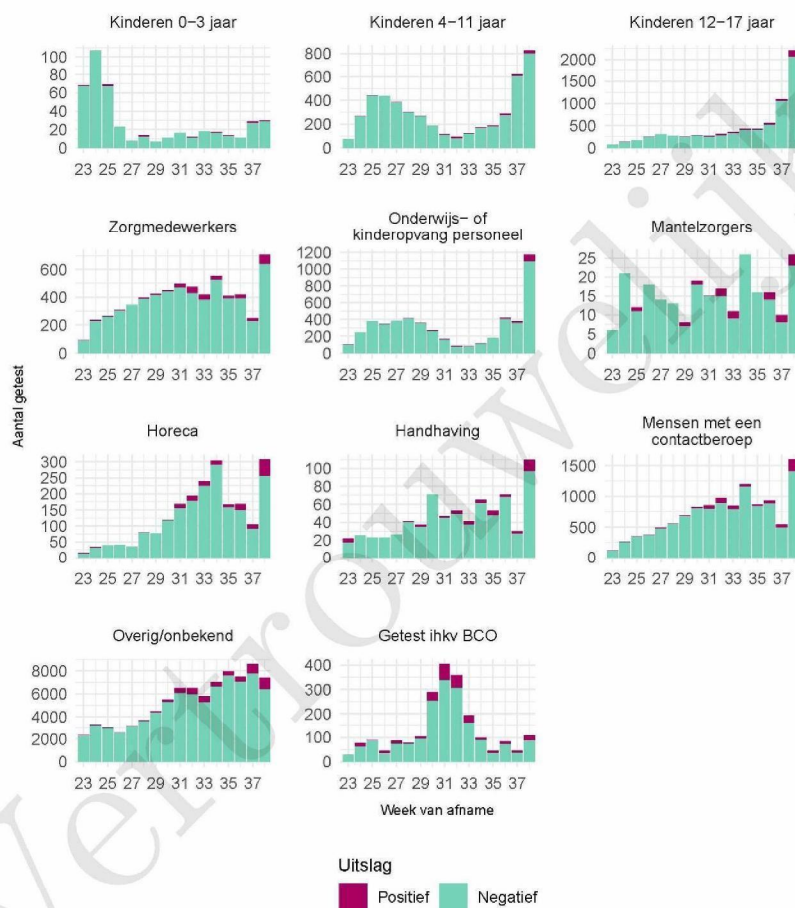 Kinderen 0−3 jaar
100
80
60
40
20
0
23 25 27 29 31 33 35 37
Kinderen 4−11 jaar
800
600
400
200
0
23 25 27 29 31 33 35 37
Kinderen 12−17 jaar
2000
1500
1000
500
0
23 25 27 29 31 33 35 37
Zorgmedewerkers
600
400
200
0
23 25 27 29 31 33 35 37
Onderwijs− of
kinderopvang personeel
1200
1000
800
600
400
200
0
23 25 27 29 31 33 35 37
Mantelzorgers
25
20
15
10
5
0
23 25 27 29 31 33 35 37
Aantal getest
Horeca
300
250
200
150
100
50
0
23 25 27 29 31 33 35 37
Handhaving
100
80
60
40
20
0
23 25 27 29 31 33 35 37
Mensen met een
contactberoep
1500
1000
500
0
23 25 27 29 31 33 35 37
Overig/onbekend
8000
6000
4000
2000
0
23 25 27 29 31 33 35 37
Getest ihkv BCO
400
300
200
100
0
23 25 27 29 31 33 35 37
Week van afname
Uitslag
Positief Negatief
Vertrouwelijk